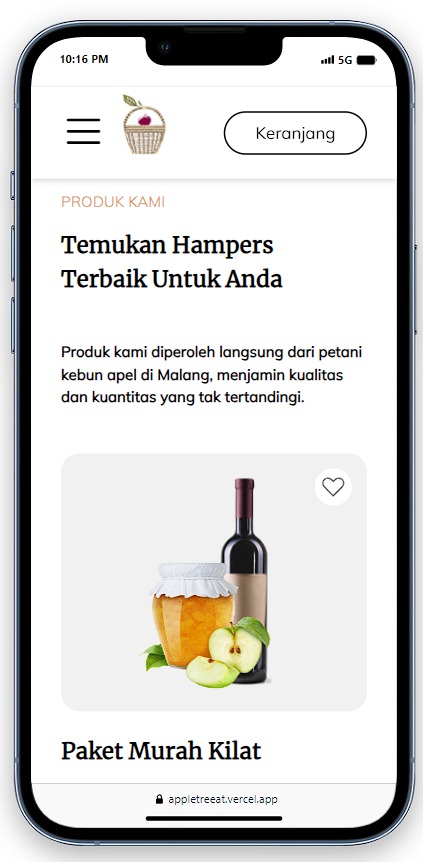 10:16 PM
5G
Keranjang
PRODUK KAMI
Temukan Hampers
Terbaik Untuk Anda
Produk kami diperoleh langsung dari petani
kebun apel di Malang, menjamin kualitas
dan kuantitas yang tak tertandingi.
Paket Murah Kilat
appletreeat.vercel.app